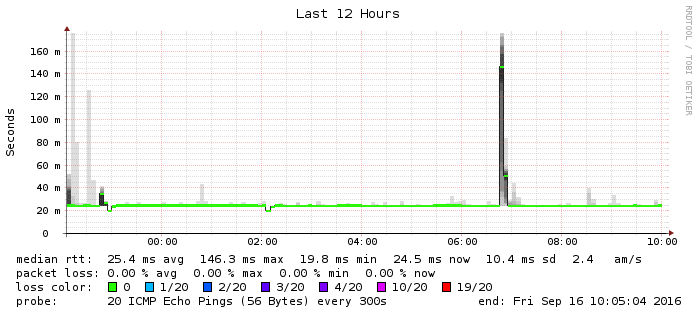 Last 12 Hours
RRDTOOL / TOBI OETIKER
Seconds
160 m
140 m
120 m
100 m
80 m
60 m
40 m
20 m
0
00:00 02:00 04:00 06:00 08:00 10:00
median rtt: 25.4 ms avg 146.3 ms max 19.8 ms min 24.5 ms now 10.4 ms sd 2.4 am/s
packet loss: 0.00 % avg 0.00 % max 0.00 % min 0.00 % now
loss color: 0 1/20 2/20 3/20 4/20 10/20 19/20
probe: 20 ICMP Echo Pings (56 Bytes) every 300s end: Fri Sep 16 10:05:04 2016